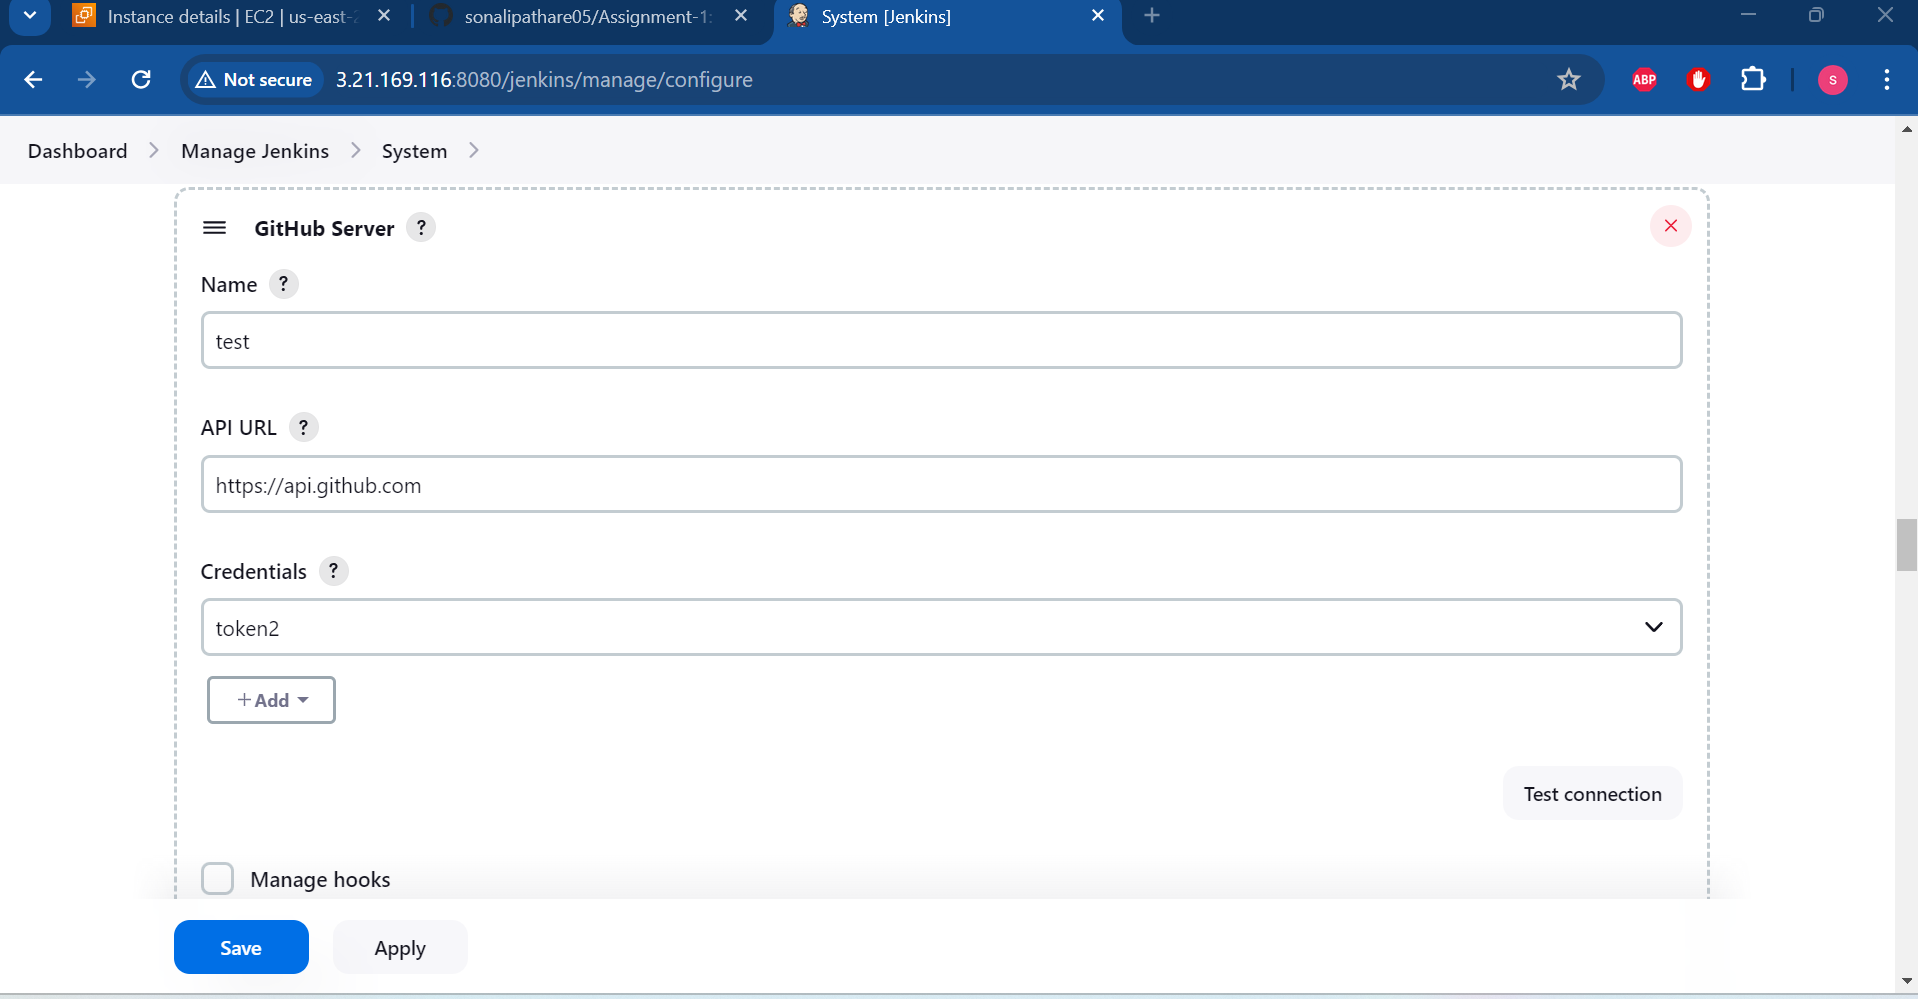 Instance details | EC2 | us-east-2
sonalipathare05/Assignment-1:
System [Jenkins]
Not secure
3.21.169.116:8080/jenkins/manage/configure
ABP
S
Dashboard
Manage Jenkins
System
GitHub Server ?
Name ?
test
API URL ?
https://api.github.com
Credentials ?
token2
+ Add
Test connection
Manage hooks
Save
Apply